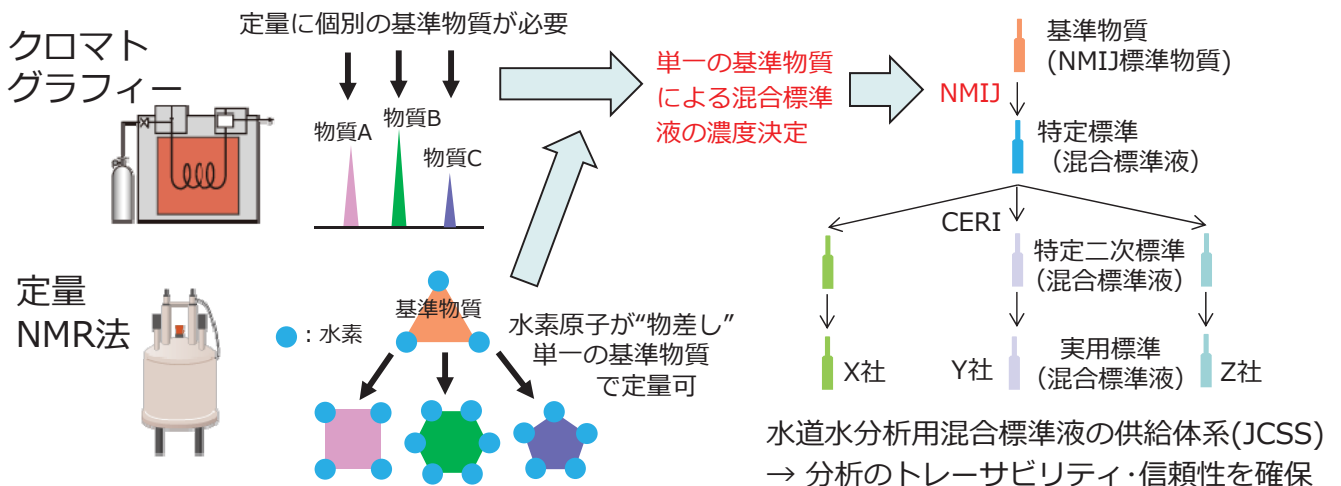 定量に個別の基準物質が必要
クロマト
グラフィー
物質A
物質B
物質C
定量
NMR法
：水素
基準物質
水素原子が“物差し”
単一の基準物質
で定量可
単一の基準物質
による混合標準
液の濃度決定
基準物質
(NMIJ標準物質)
NMIJ
特定標準
（混合標準液）
CERI
特定二次標準
（混合標準液）
X社
Y社
実用標準
（混合標準液）
Z社
水道水分析用混合標準液の供給体系(JCSS)
→ 分析のトレーサビリティ･信頼性を確保